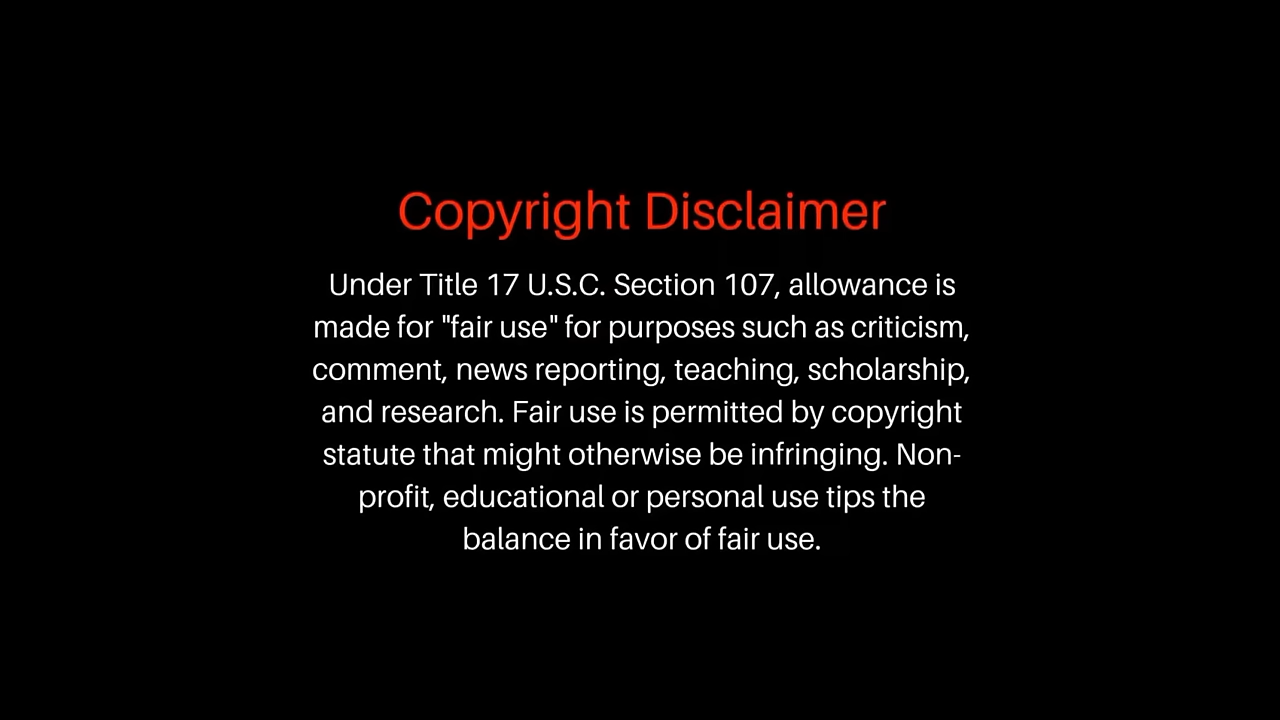 Copyright Disclaimer
Under Title 17 U.S.C. Section 107, allowance is
made for "fair use" for purposes such as criticism,
comment, news reporting, teaching, scholarship,
and research. Fair use is permitted by copyright
statute that might otherwise be infringing. Non-
profit, educational or personal use tips the
balance in favor of fair use.